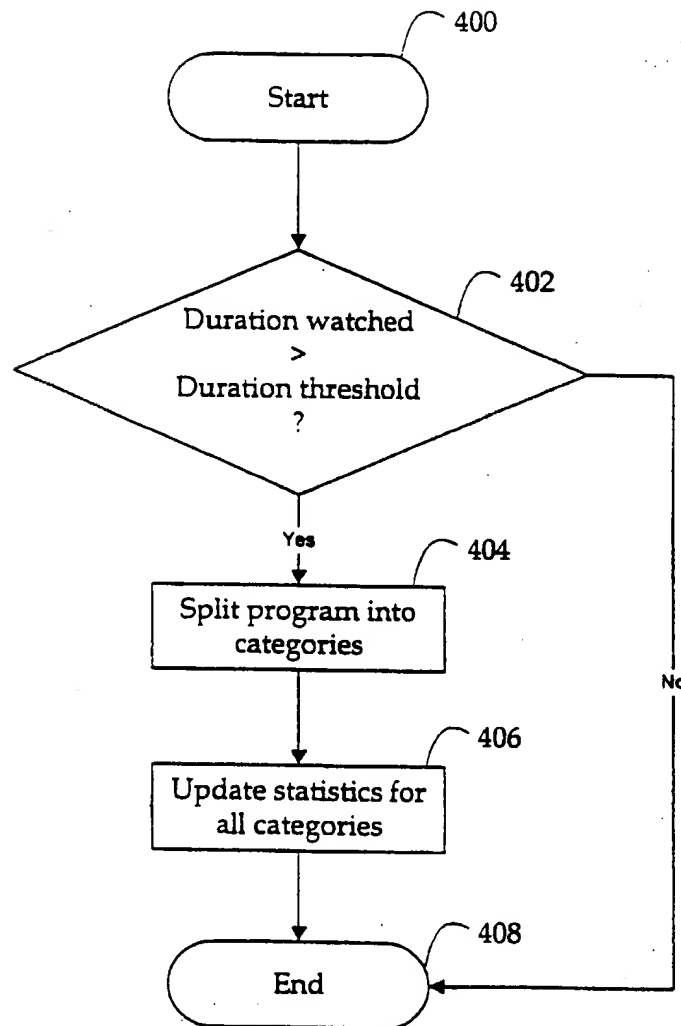 400
Start
402
Duration watched
>
Duration threshold
?
Yes
404
Split program into
categories
No
406
Update statistics for
all categories
408
End